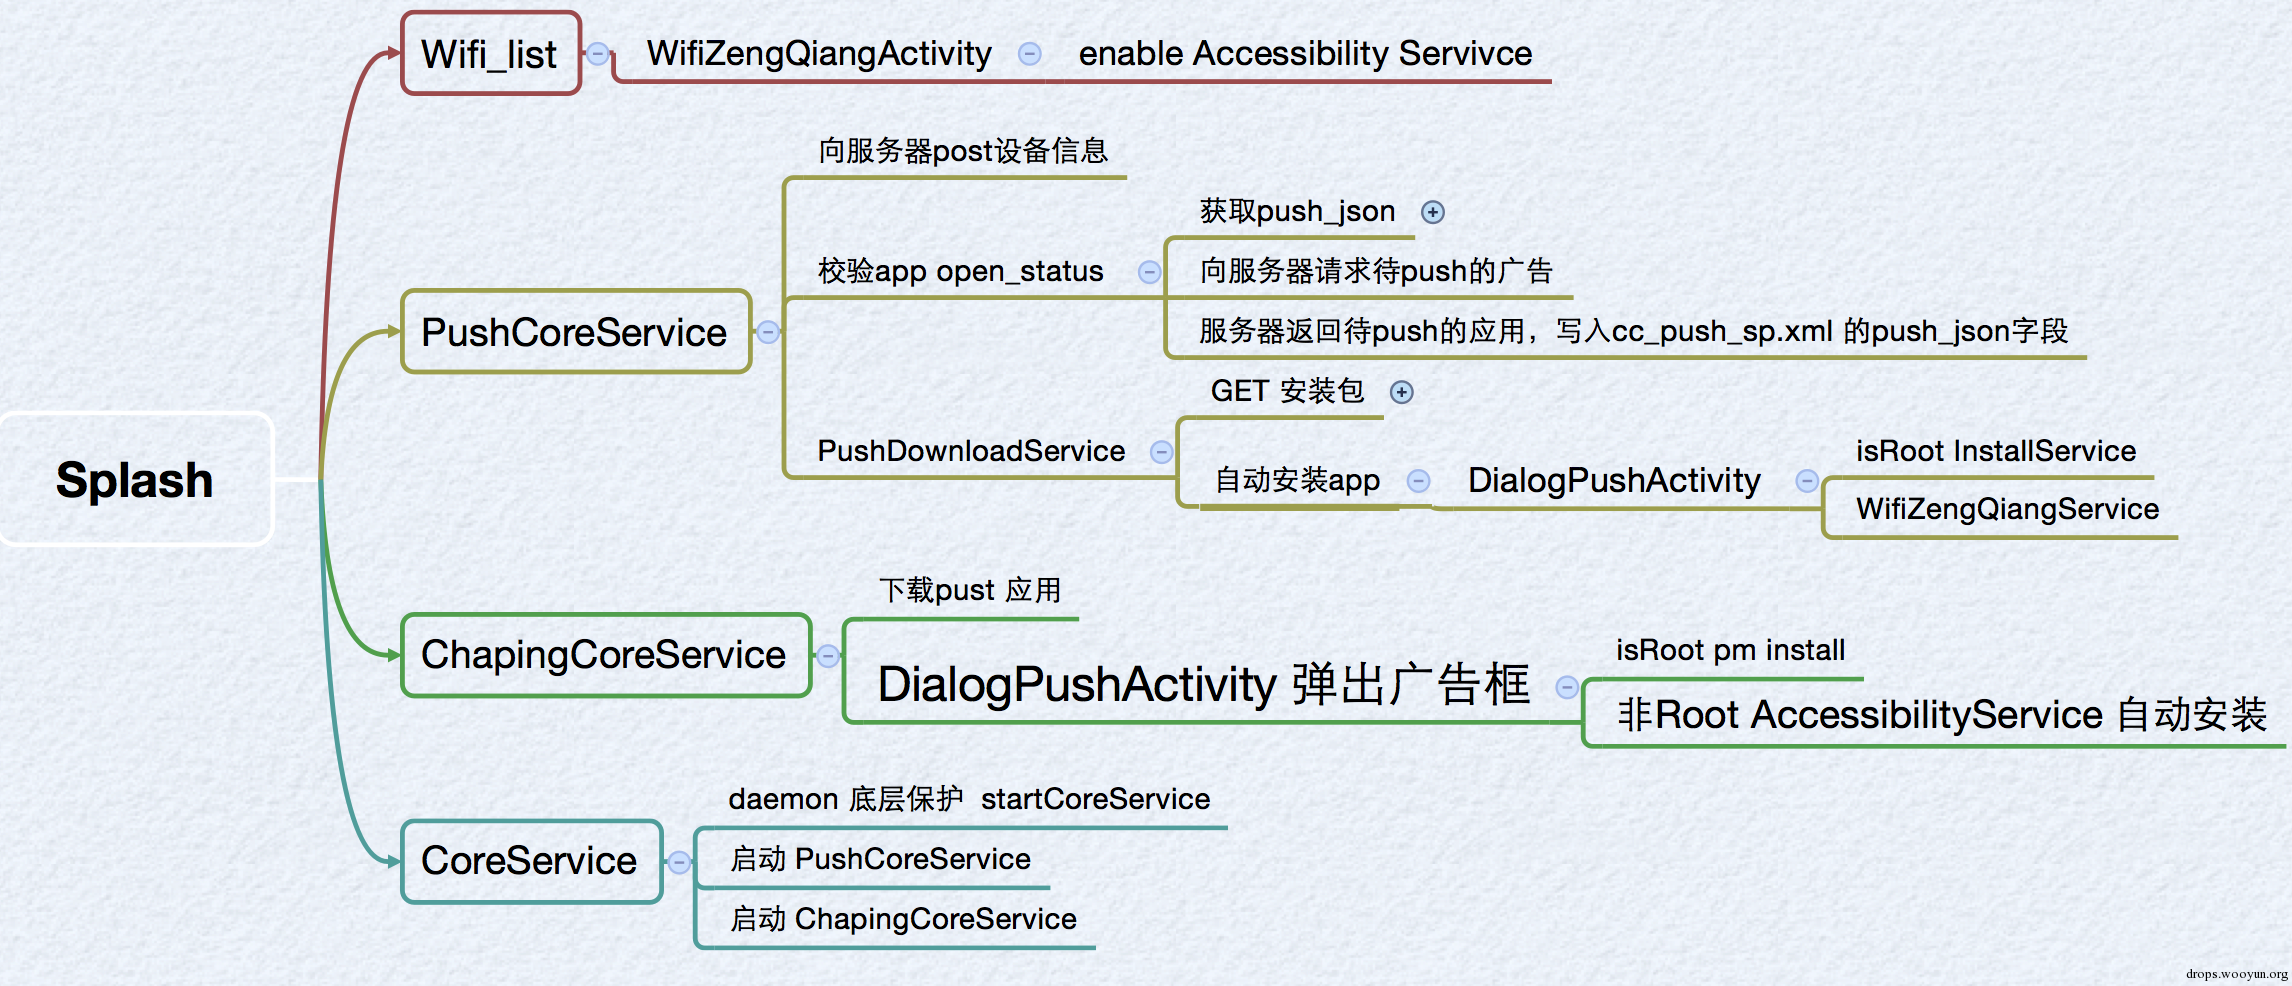 Splash
Wifi_list
WifiZengQiangActivity
enable Accessibility Servivce
PushCoreService
向服务器post设备信息
校验app open_status
获取push_json
向服务器请求待push的广告
服务器返回待push的应用，写入cc_push_sp.xml 的push_json字段
PushDownloadService
GET 安装包
自动安装app
DialogPushActivity
isRoot InstallService
WifiZengQiangService
ChapingCoreService
下载pust 应用
DialogPushActivity 弹出广告框
isRoot pm install
非Root AccessibilityService 自动安装
CoreService
daemon 底层保护 startCoreService
启动 PushCoreService
启动 ChapingCoreService
drops.wooyun.org